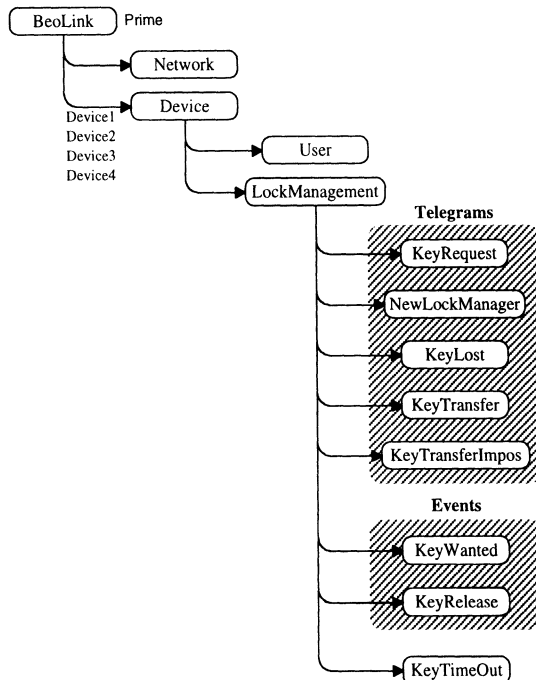 BeoLink Prime
Network
Device
Device1
Device2
Device3
Device4
User
LockManagement
Telegrams
KeyRequest
NewLockManager
KeyLost
KeyTransfer
KeyTransferImpos
Events
KeyWanted
KeyRelease
KeyTimeOut